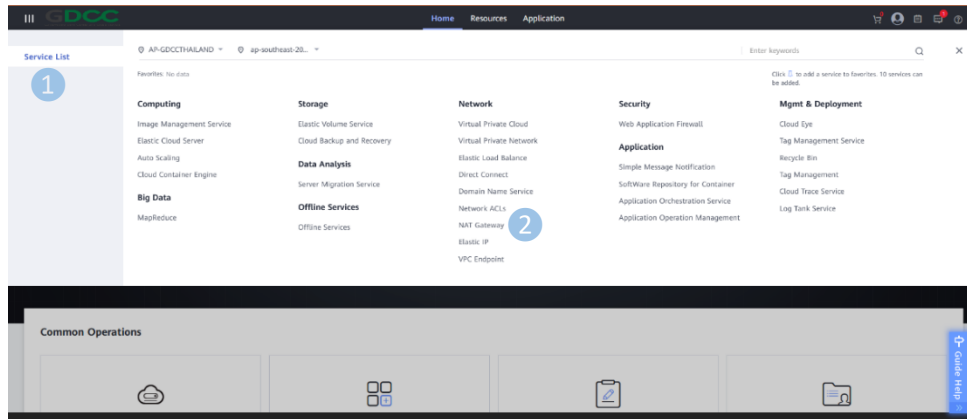 GDCC
Home Resources Application
Service List
AP-GDCCTHAILAND
ap-southeast-20...
Enter keywords
1
Favorites: No data
Click to add a service to favorites. 10 services can be added.
Computing
Image Management Service
Elastic Cloud Server
Auto Scaling
Cloud Container Engine
Big Data
MapReduce
Storage
Elastic Volume Service
Cloud Backup and Recovery
Data Analysis
Server Migration Service
Offline Services
Offline Services
Network
Virtual Private Cloud
Virtual Private Network
Elastic Load Balance
Direct Connect
Domain Name Service
Network ACLs
NAT Gateway
2
Elastic IP
VPC Endpoint
Security
Web Application Firewall
Application
Simple Message Notification
SoftWare Repository for Container
Application Orchestration Service
Application Operation Management
Mgmt & Deployment
Cloud Eye
Tag Management Service
Recycle Bin
Tag Management
Cloud Trace Service
Log Tank Service
Common Operations
Guide Help